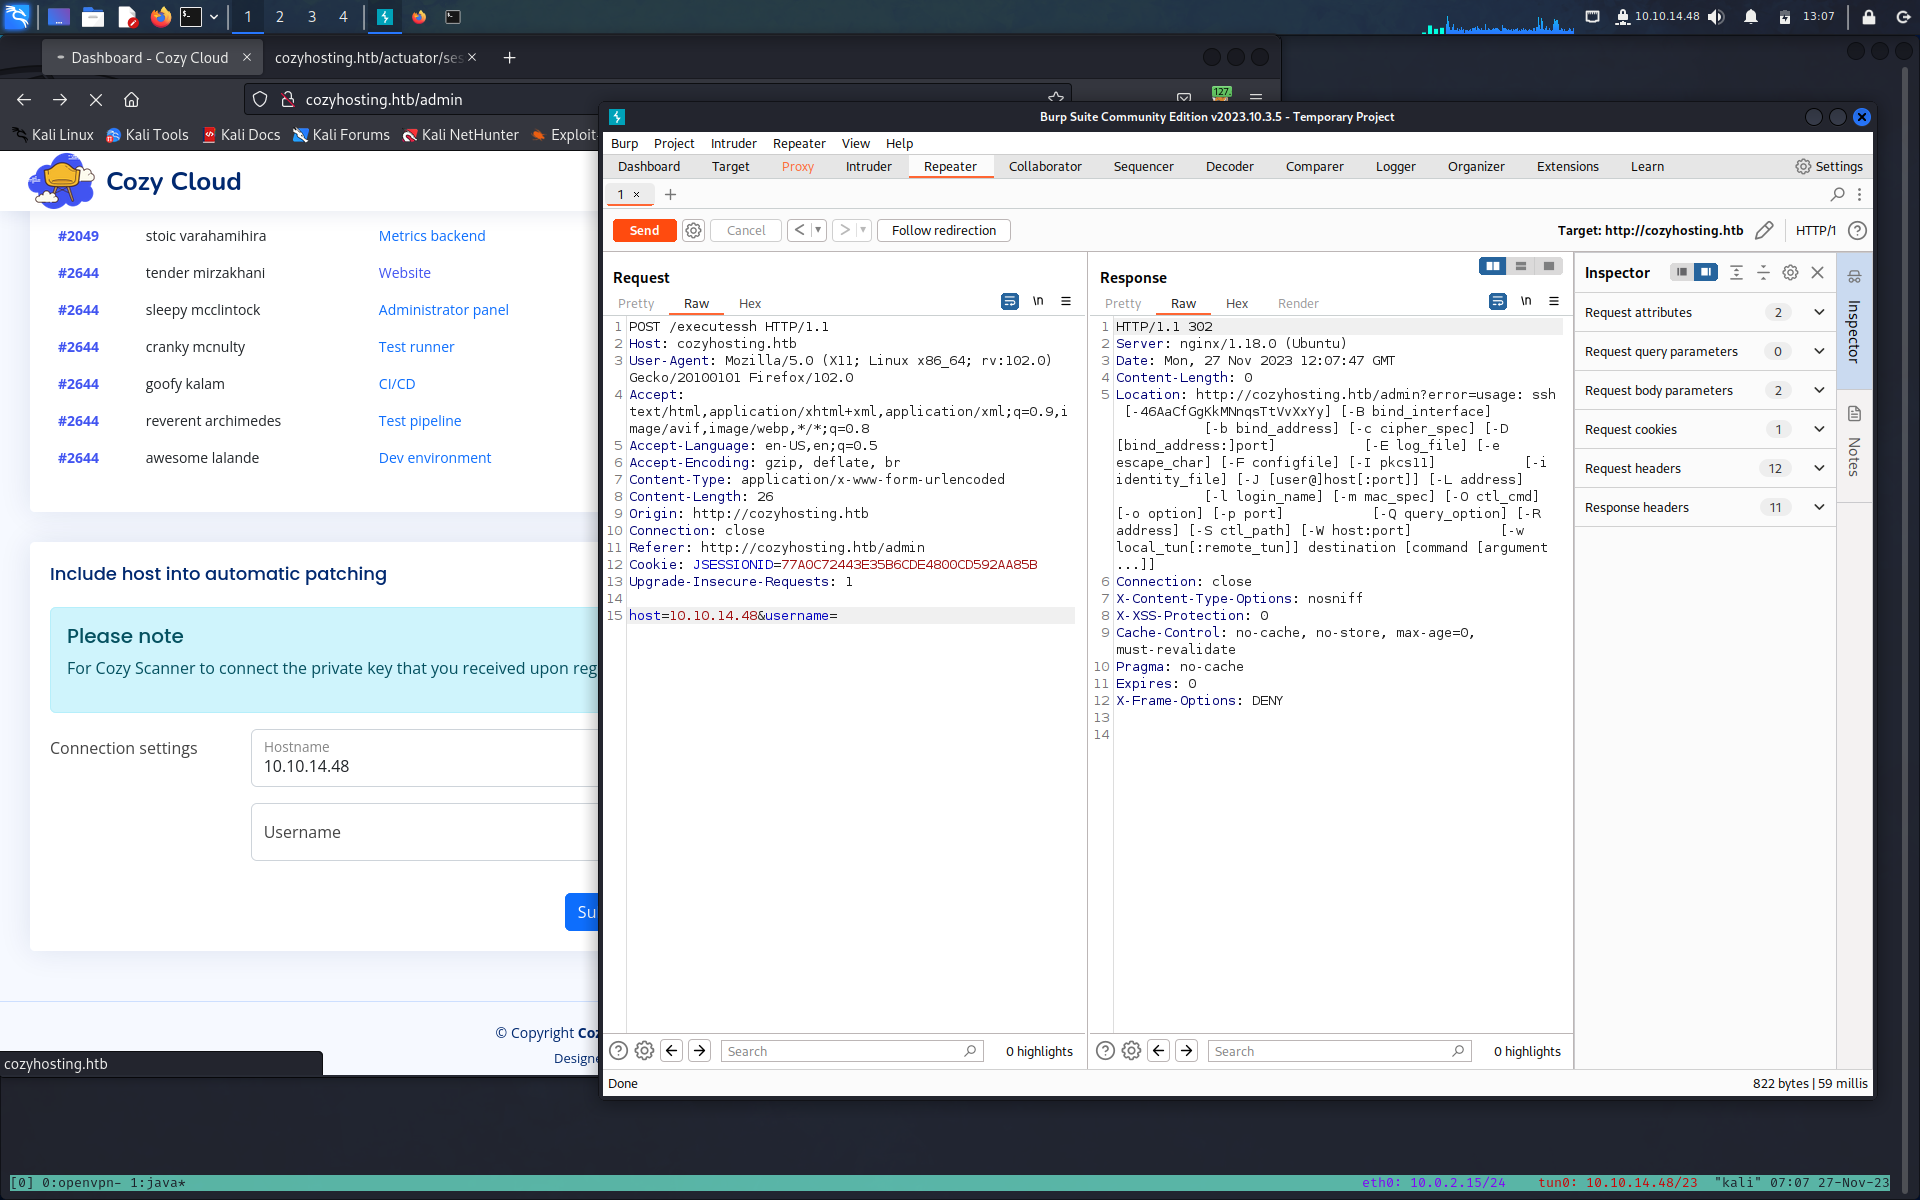 1 2 3 4
10.10.14.48
13:07
Dashboard - Cozy Cloud
cozyhosting.htb/actuator/ses
cozyhosting.htb/admin
127.
Kali Linux Kali Tools Kali Docs Kali Forums Kali NetHunter Exploit
Cozy Cloud
#2049 stoic varahamihira Metrics backend
#2644 tender mirzakhani Website
#2644 sleepy mcclintock Administrator panel
#2644 cranky mcnulty Test runner
#2644 goofy kalam CI/CD
#2644 reverent archimedes Test pipeline
#2644 awesome lalande Dev environment
Include host into automatic patching
Please note
For Cozy Scanner to connect the private key that you received upon reg
Connection settings
Hostname
10.10.14.48
Username
Su
© Copyright Coz
Designe
cozyhosting.htb
Burp Suite Community Edition v2023.10.3.5 - Temporary Project
Burp Project Intruder Repeater View Help
Dashboard Target Proxy Intruder Repeater Collaborator Sequencer Decoder Comparer Logger Organizer Extensions Learn Settings
1 × +
Send Cancel < > Follow redirection Target: http://cozyhosting.htb HTTP/1
Request
Pretty Raw Hex \n
1 POST /executessh HTTP/1.1
2 Host: cozyhosting.htb
3 User-Agent: Mozilla/5.0 (X11; Linux x86_64; rv:102.0)
Gecko/20100101 Firefox/102.0
4 Accept:
text/html,application/xhtml+xml,application/xml;q=0.9,i
mage/avif,image/webp,*/*;q=0.8
5 Accept-Language: en-US,en;q=0.5
6 Accept-Encoding: gzip, deflate, br
7 Content-Type: application/x-www-form-urlencoded
8 Content-Length: 26
9 Origin: http://cozyhosting.htb
10 Connection: close
11 Referer: http://cozyhosting.htb/admin
12 Cookie: JSESSIONID=77A0C72443E35B6CDE4800CD592AA85B
13 Upgrade-Insecure-Requests: 1
14
15 host=10.10.14.48&username=
Search
0 highlights
Response
Pretty Raw Hex Render \n
1 HTTP/1.1 302
2 Server: nginx/1.18.0 (Ubuntu)
3 Date: Mon, 27 Nov 2023 12:07:47 GMT
4 Content-Length: 0
5 Location: http://cozyhosting.htb/admin?error=usage: ssh
[-46AaCfGgKkMNnqsTtVvXxYy] [-B bind_interface]
[-b bind_address] [-c cipher_spec] [-D
[bind_address:]port] [-E log_file] [-e
escape_char] [-F configfile] [-I pkcs11] [-i
identity_file] [-J [user@]host[:port]] [-L address]
[-l login_name] [-m mac_spec] [-O ctl_cmd]
[-o option] [-p port] [-Q query_option] [-R
address] [-S ctl_path] [-W host:port] [-w
local_tun[:remote_tun]] destination [command [argument
...]]
6 Connection: close
7 X-Content-Type-Options: nosniff
8 X-XSS-Protection: 0
9 Cache-Control: no-cache, no-store, max-age=0,
must-revalidate
10 Pragma: no-cache
11 Expires: 0
12 X-Frame-Options: DENY
13
14
Search
0 highlights
Inspector
Request attributes 2
Request query parameters 0
Request body parameters 2
Request cookies 1
Request headers 12
Response headers 11
Inspector
Notes
Done
822 bytes | 59 millis
[0] 0:openvpn- 1:java*
eth0: 10.0.2.15/24 tun0: 10.10.14.48/23 "kali" 07:07 27-Nov-23